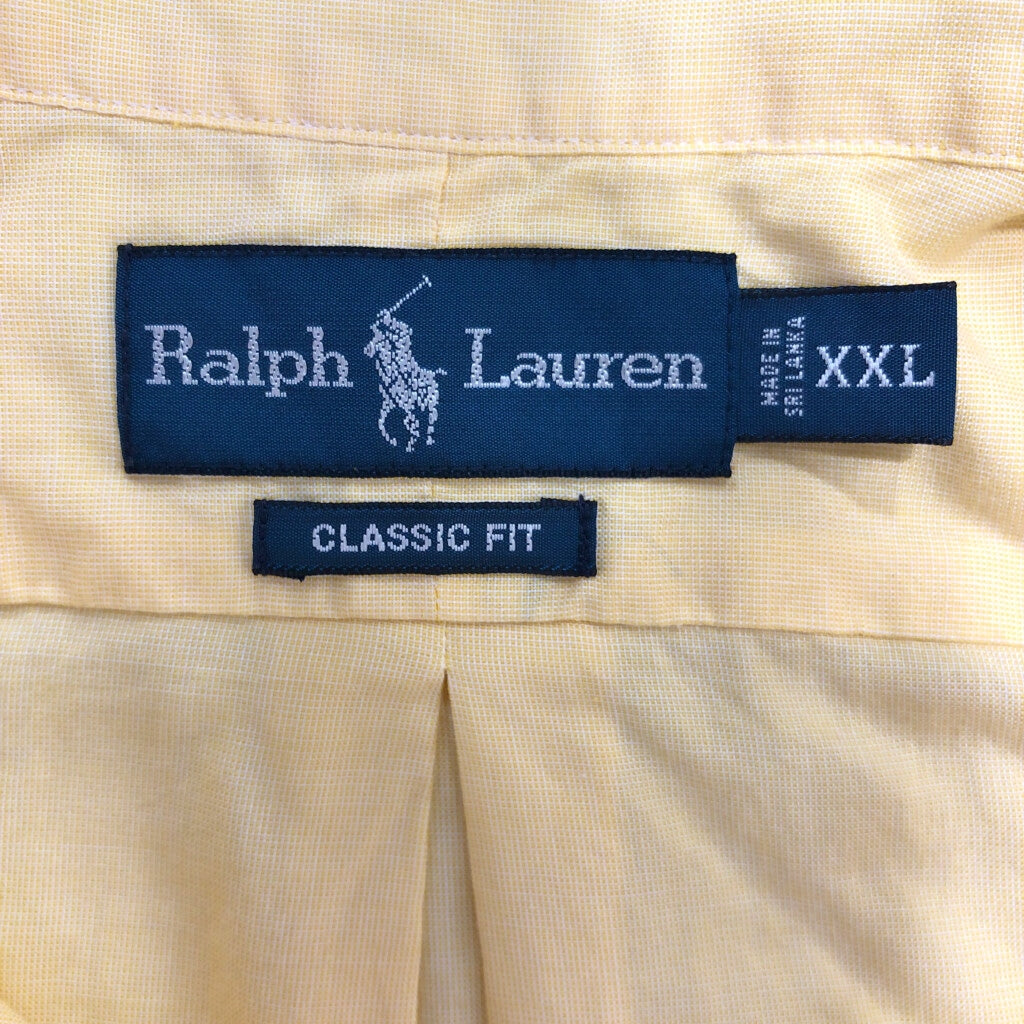 Ralph Lauren
MADE IN
SRI LANKA
XXL
CLASSIC FIT